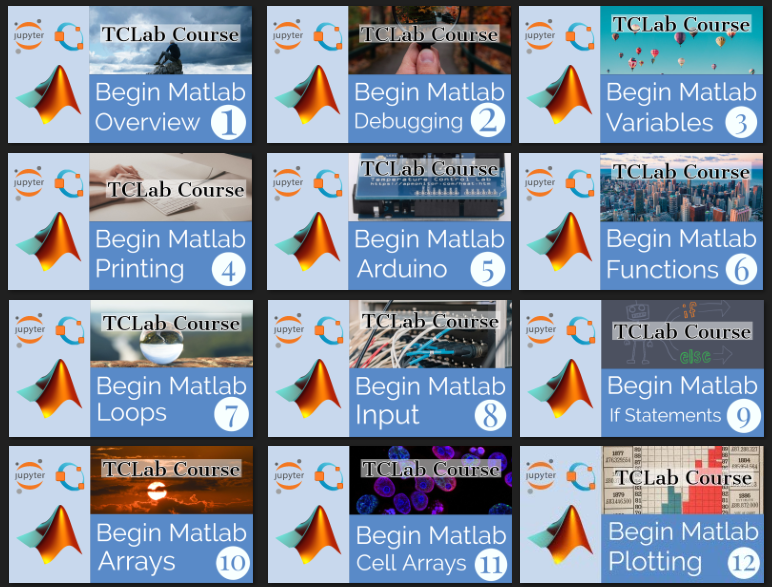 jupyter
TCLab Course
Begin Matlab
Overview 1
jupyter
TCLab Course
Begin Matlab
Debugging 2
jupyter
TCLab Course
Begin Matlab
Variables 3
jupyter
TCLab Course
Begin Matlab
Printing 4
jupyter
TCLab Course
Temperature Control Lab
Begin Matlab
Arduino 5
jupyter
TCLab Course
Begin Matlab
Functions 6
jupyter
TCLab Course
Begin Matlab
Loops 7
jupyter
TCLab Course
Begin Matlab
Input 8
jupyter
if
TCLab Course
else
Begin Matlab
If Statements 9
jupyter
TCLab Course
Begin Matlab
Arrays 10
jupyter
TCLab Course
Begin Matlab
Cell Arrays 11
jupyter
1877
1884
TCLab Course
1879
1886
Begin Matlab
Plotting 12